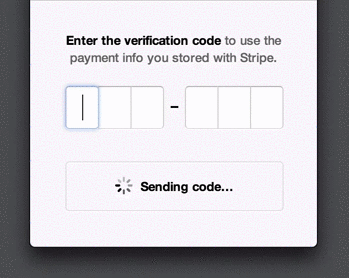 Enter the verification code to use the
payment info you stored with Stripe.
–
Sending code...